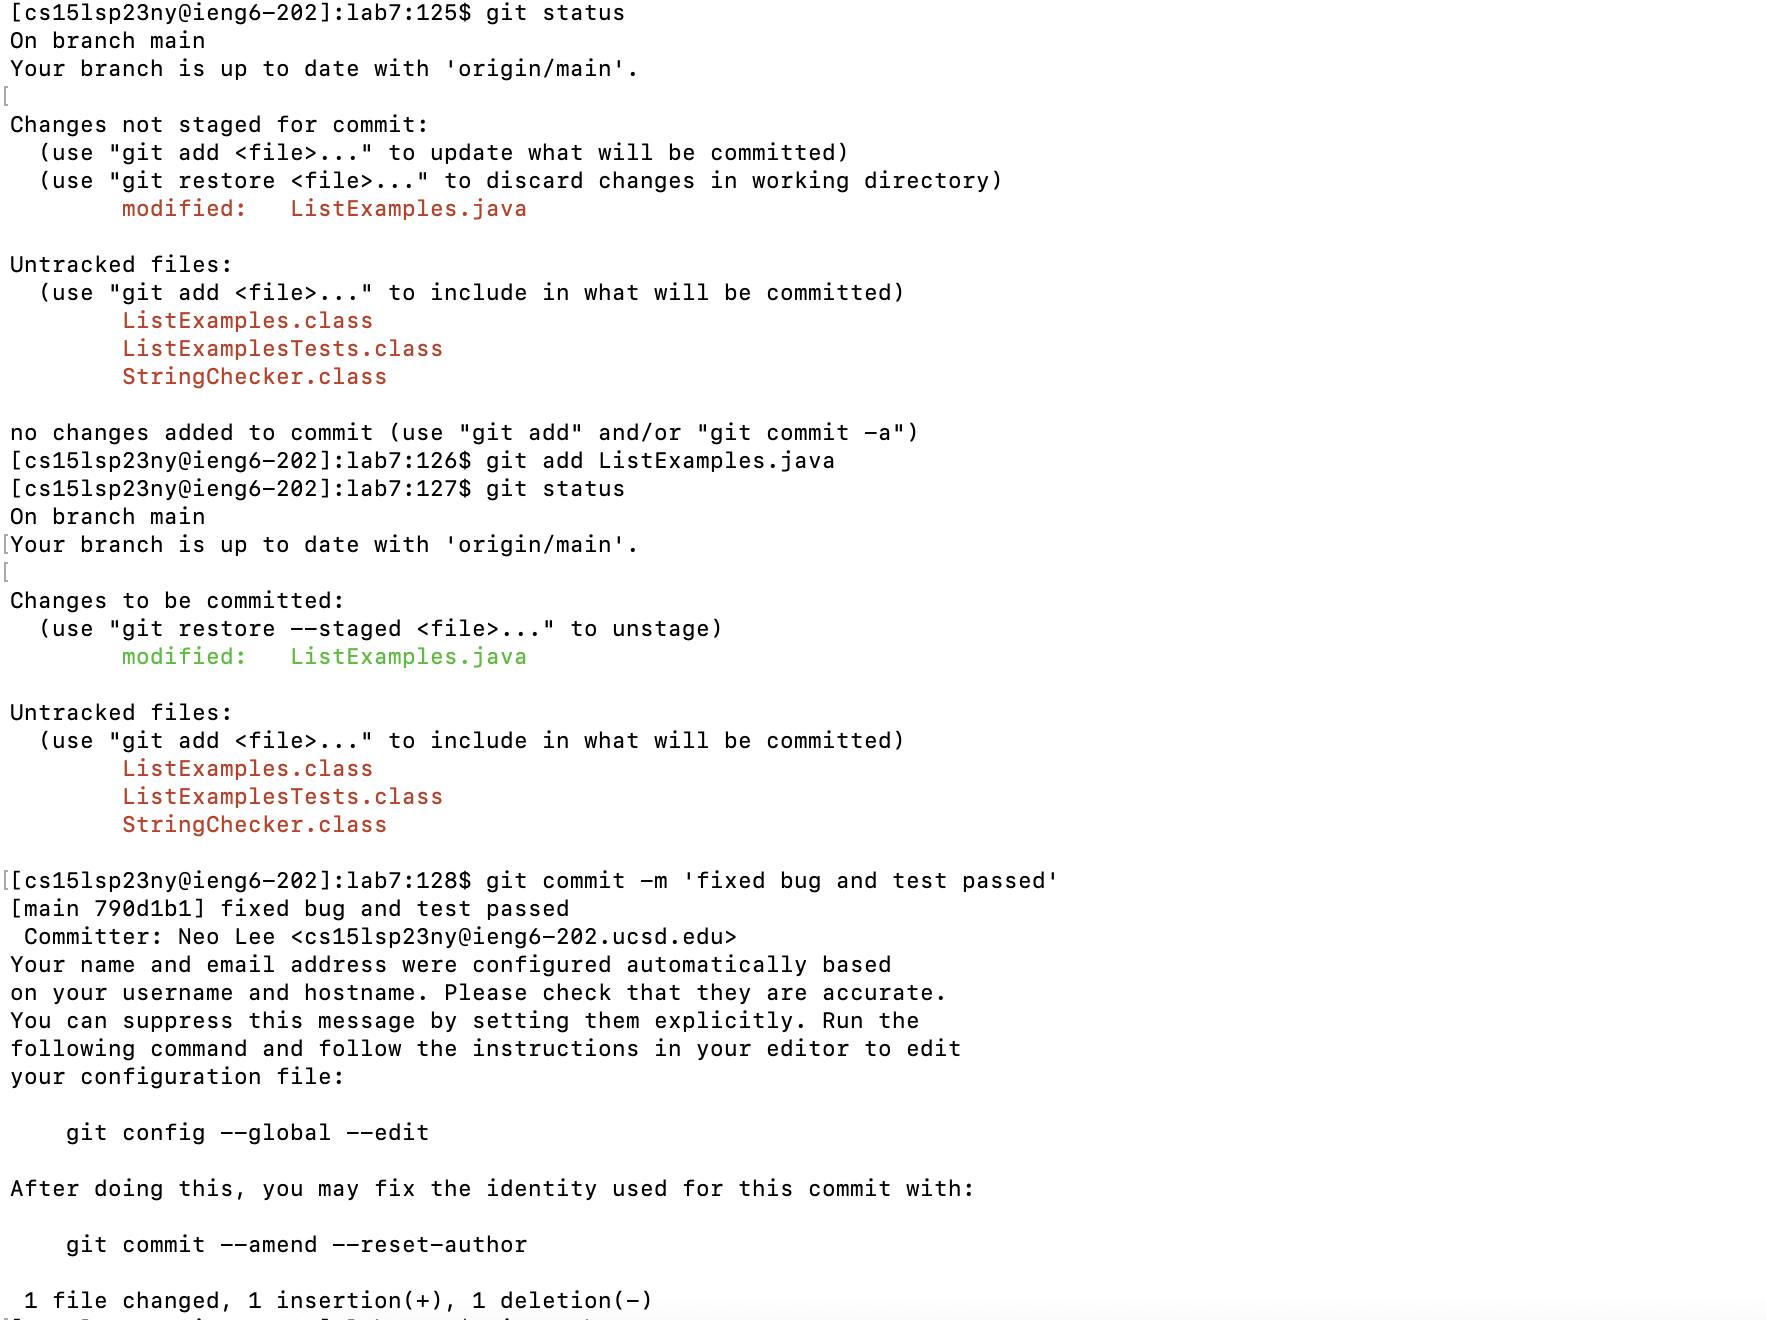 [cs15lsp23ny@ieng6-202]:lab7:125$ git status
On branch main
Your branch is up to date with 'origin/main'.
[
Changes not staged for commit:
  (use "git add <file>..." to update what will be committed)
  (use "git restore <file>..." to discard changes in working directory)
        modified:   ListExamples.java

Untracked files:
  (use "git add <file>..." to include in what will be committed)
        ListExamples.class
        ListExamplesTests.class
        StringChecker.class

no changes added to commit (use "git add" and/or "git commit -a")
[cs15lsp23ny@ieng6-202]:lab7:126$ git add ListExamples.java
[cs15lsp23ny@ieng6-202]:lab7:127$ git status
On branch main
[Your branch is up to date with 'origin/main'.
[
Changes to be committed:
  (use "git restore --staged <file>..." to unstage)
        modified:   ListExamples.java

Untracked files:
  (use "git add <file>..." to include in what will be committed)
        ListExamples.class
        ListExamplesTests.class
        StringChecker.class

[[cs15lsp23ny@ieng6-202]:lab7:128$ git commit -m 'fixed bug and test passed'
[main 790d1b1] fixed bug and test passed
 Committer: Neo Lee <cs15lsp23ny@ieng6-202.ucsd.edu>
Your name and email address were configured automatically based
on your username and hostname. Please check that they are accurate.
You can suppress this message by setting them explicitly. Run the
following command and follow the instructions in your editor to edit
your configuration file:

    git config --global --edit

After doing this, you may fix the identity used for this commit with:

    git commit --amend --reset-author

 1 file changed, 1 insertion(+), 1 deletion(-)